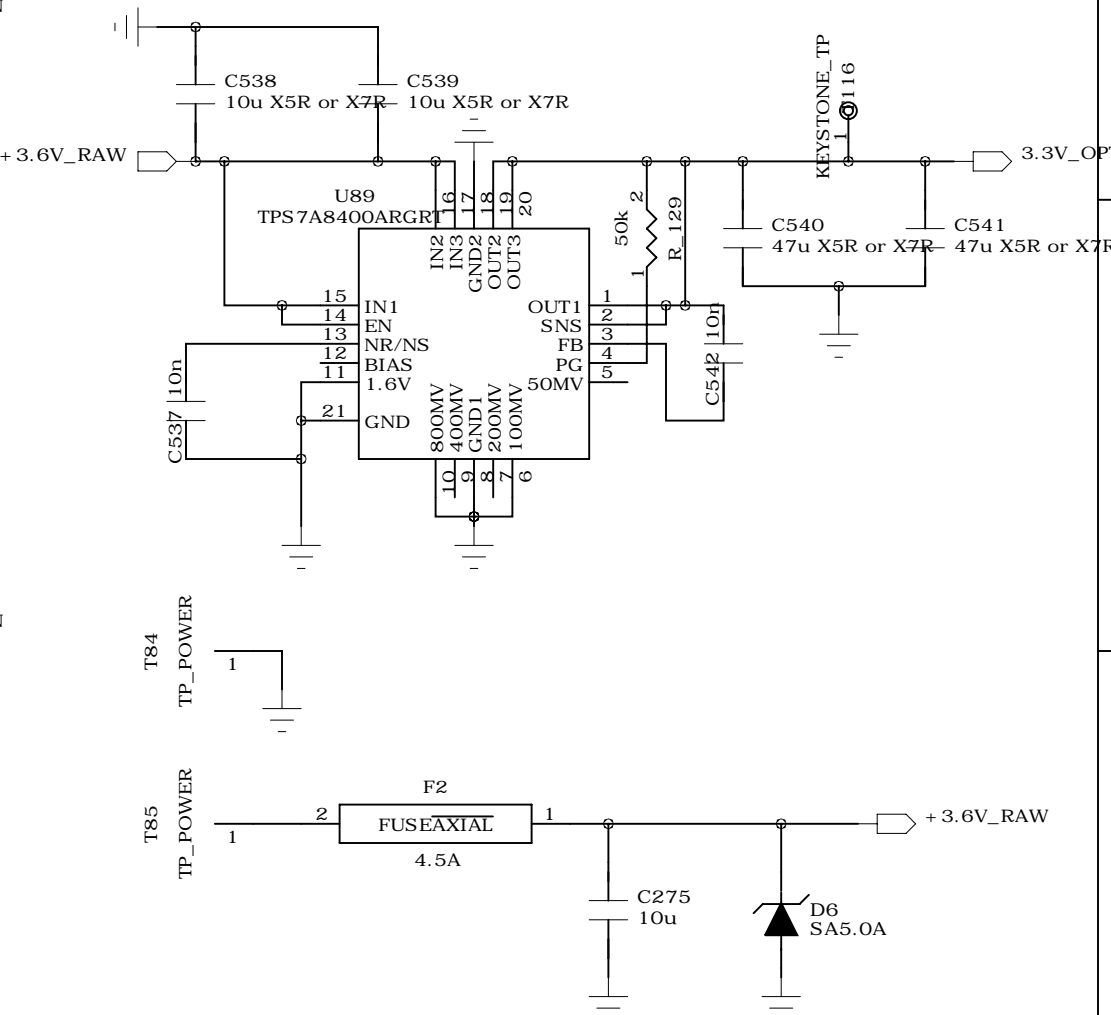 C538
10u X5R or X7R
C539
10u X5R or X7R
KEYSTONE_TP
1
+3.6V_RAW
3.3V_OPT
U89
TPS7A8400ARGRT
16
17
18
19
20
IN2
IN3
GND2
OUT2
OUT3
50k
2
1
R_129
C540
47u X5R or X7R
C541
47u X5R or X7R
15
IN1
14
EN
13
NR/NS
12
BIAS
11
1.6V
21
GND
OUT1
1
SNS
2
FB
3
PG
4
50MV
5
C537
10n
C542
10n
800MV
400MV
GND1
200MV
100MV
10
9
8
7
6
T84
TP_POWER
1
T85
TP_POWER
1
F2
2
FUSEAXIAL
1
4.5A
+3.6V_RAW
C275
10u
D6
SA5.0A